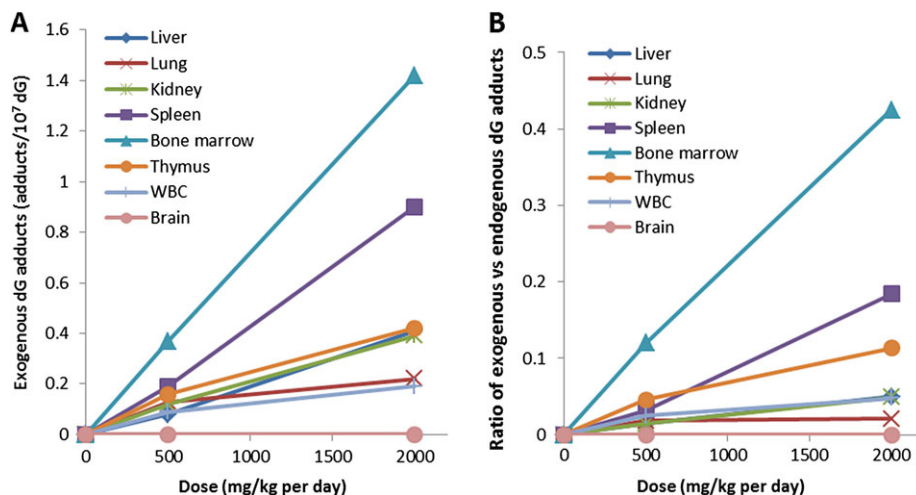 A
Exogenous dG adducts (adducts/10⁷ dG)
1.6
1.4
1.2
1
0.8
0.6
0.4
0.2
0
Liver
Lung
Kidney
Spleen
Bone marrow
Thymus
WBC
Brain
0 500 1000 1500 2000
Dose (mg/kg per day)
B
Ratio of exogenous vs endogenous dG adducts
0.5
0.4
0.3
0.2
0.1
0
Liver
Lung
Kidney
Spleen
Bone marrow
Thymus
WBC
Brain
0 500 1000 1500 2000
Dose (mg/kg per day)